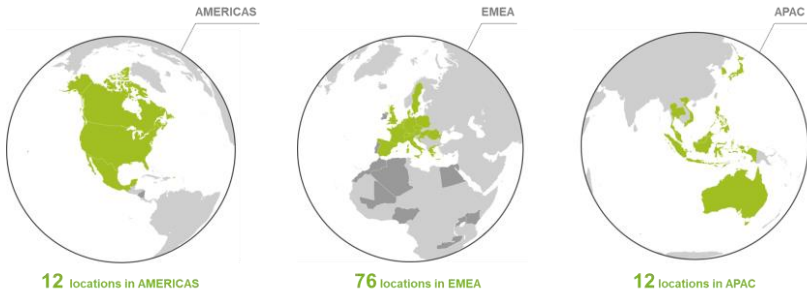 AMERICAS
EMEA
APAC
12 locations in AMERICAS
76 locations in EMEA
12 locations in APAC